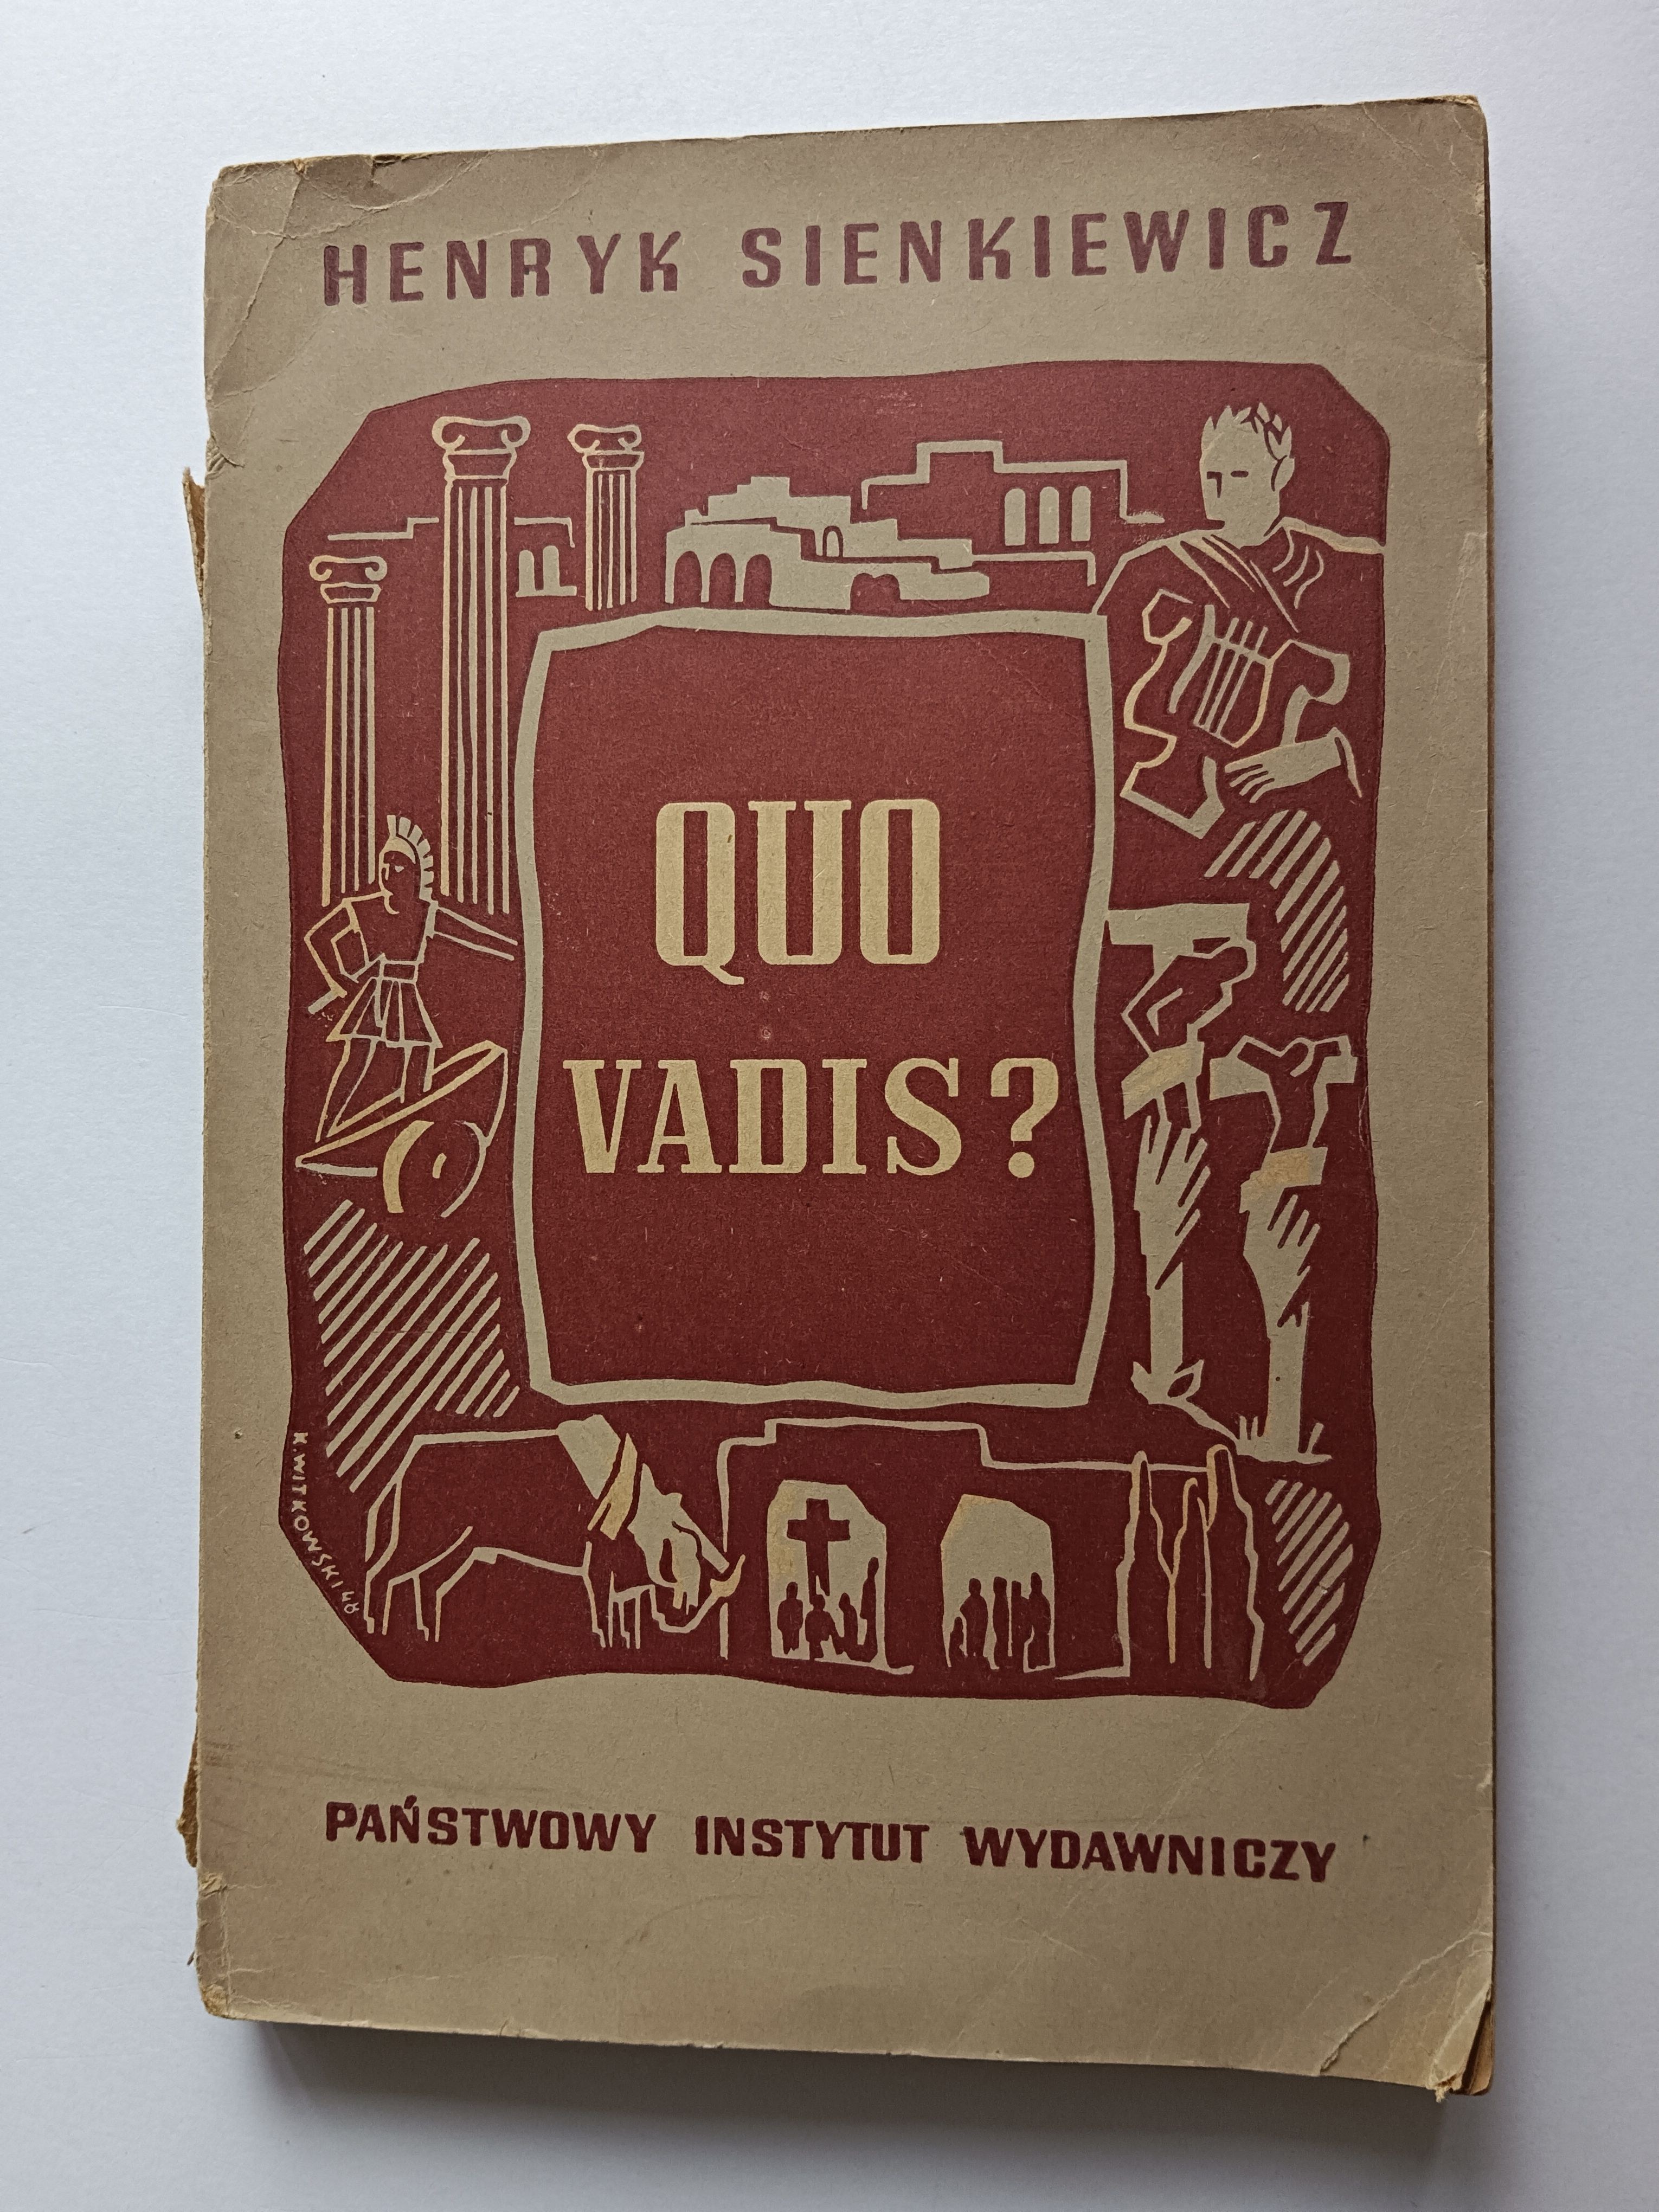 HENRYK SIENKIEWICZ
QUO
VADIS?
K. WITKOWSKI 48
PAŃSTWOWY INSTYTUT WYDAWNICZY